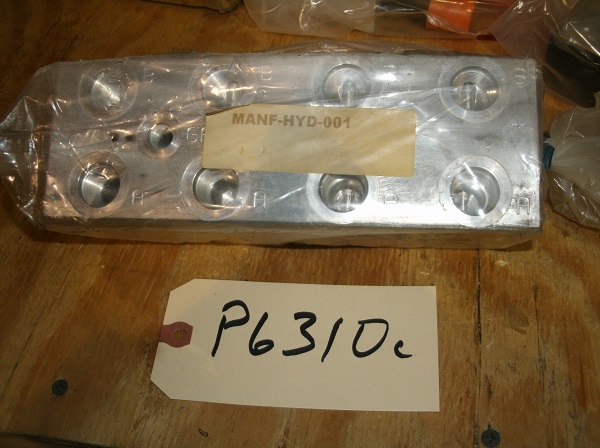 B A B B B
MANF-HYD-001
A A B A
P6310c